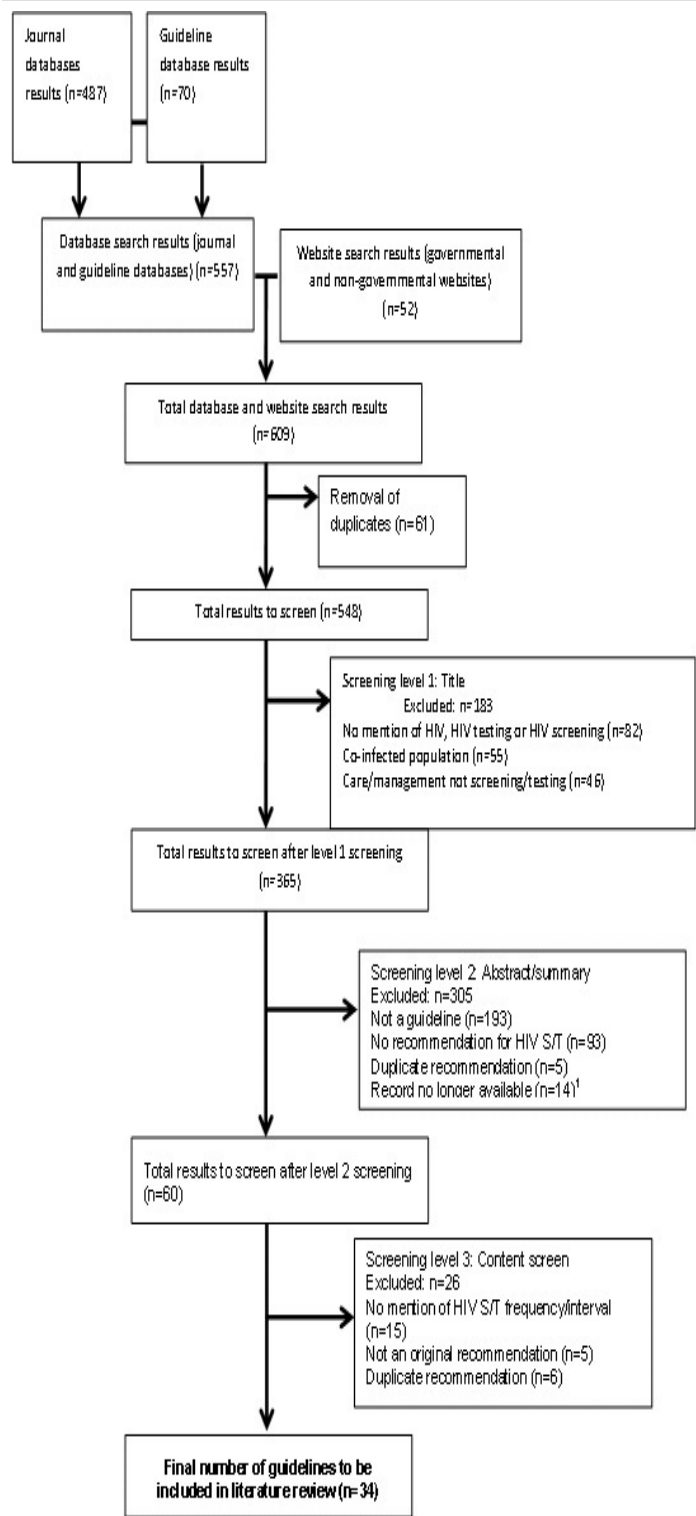 Journal
databases
results (n=487)
Guideline
database results
(n=70)
Database search results (journal
and guideline databases) (n=557)
Website search results (governmental
and non-governmental websites)
(n=52)
Total database and website search results
(n=609)
Removal of
duplicates (n=61)
Total results to screen (n=548)
Screening level 1: Title
Excluded: n=183
No mention of HIV, HIV testing or HIV screening (n=82)
Co-infected population (n=55)
Care/management not screening/testing (n=46)
Total results to screen after level 1 screening
(n=365)
Screening level 2: Abstract/summary
Excluded: n=305
Not a guideline (n=193)
No recommendation for HIV S/T (n=93)
Duplicate recommendation (n=5)
Record no longer available (n=14)¹
Total results to screen after level 2 screening
(n=60)
Screening level 3: Content screen
Excluded: n=26
No mention of HIV S/T frequency/interval
(n=15)
Not an original recommendation (n=5)
Duplicate recommendation (n=6)
Final number of guidelines to be
included in literature review (n=34)